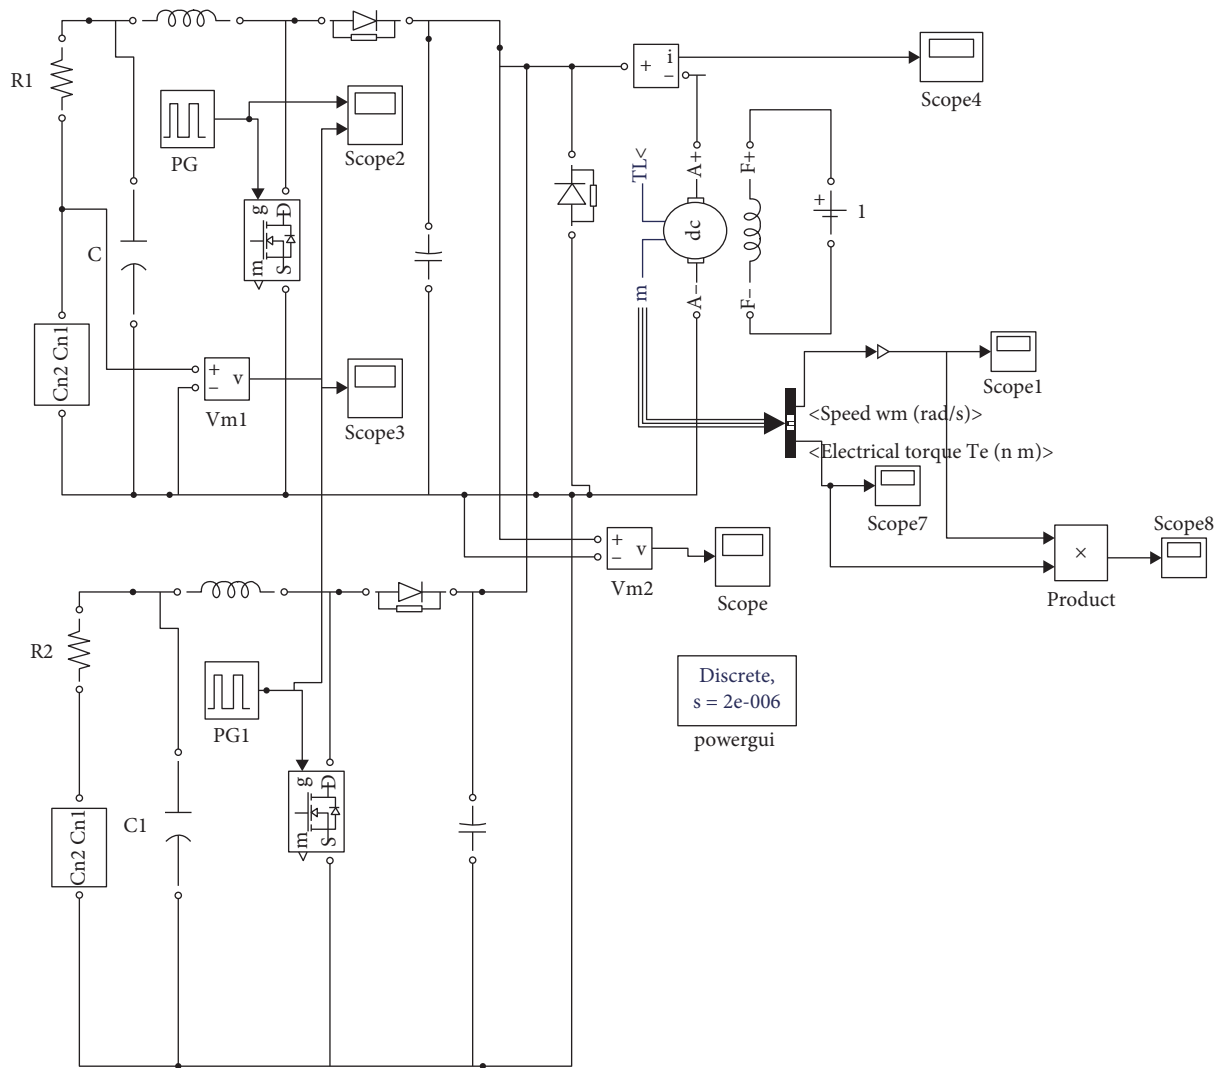 R1
PG
Scope2
Scope4
i
+
−
TL<
A+
F+
g
D
m
S
C
dc
+
1
m
A−
F−
Cn2 Cn1
+
−
v
Vm1
Scope3
Scope1
<Speed wm (rad/s)>
<Electrical torque Te (n m)>
Scope7
Scope8
+
−
v
Vm2
Scope
×
Product
R2
PG1
Discrete,
s = 2e-006
powergui
g
D
m
S
C1
Cn2 Cn1